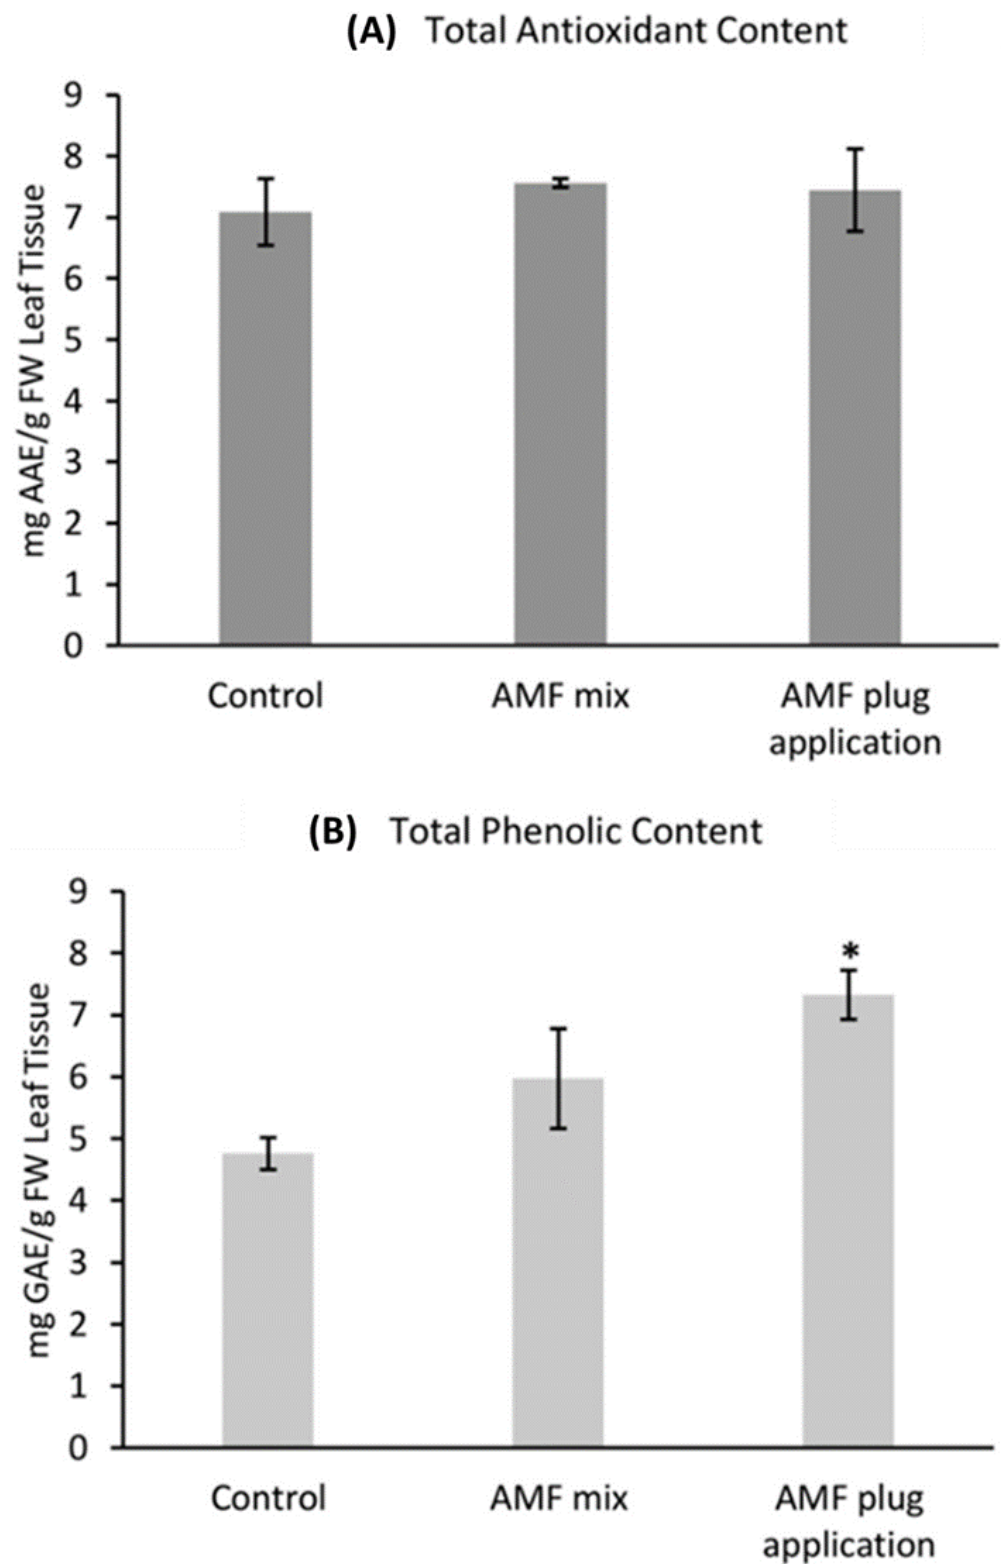 (A) Total Antioxidant Content
9
8
7
6
5
4
3
2
1
0
mg AAE/g FW Leaf Tissue
Control
AMF mix
AMF plug
application
(B) Total Phenolic Content
9
8
7
6
5
4
3
2
1
0
mg GAE/g FW Leaf Tissue
*
Control
AMF mix
AMF plug
application